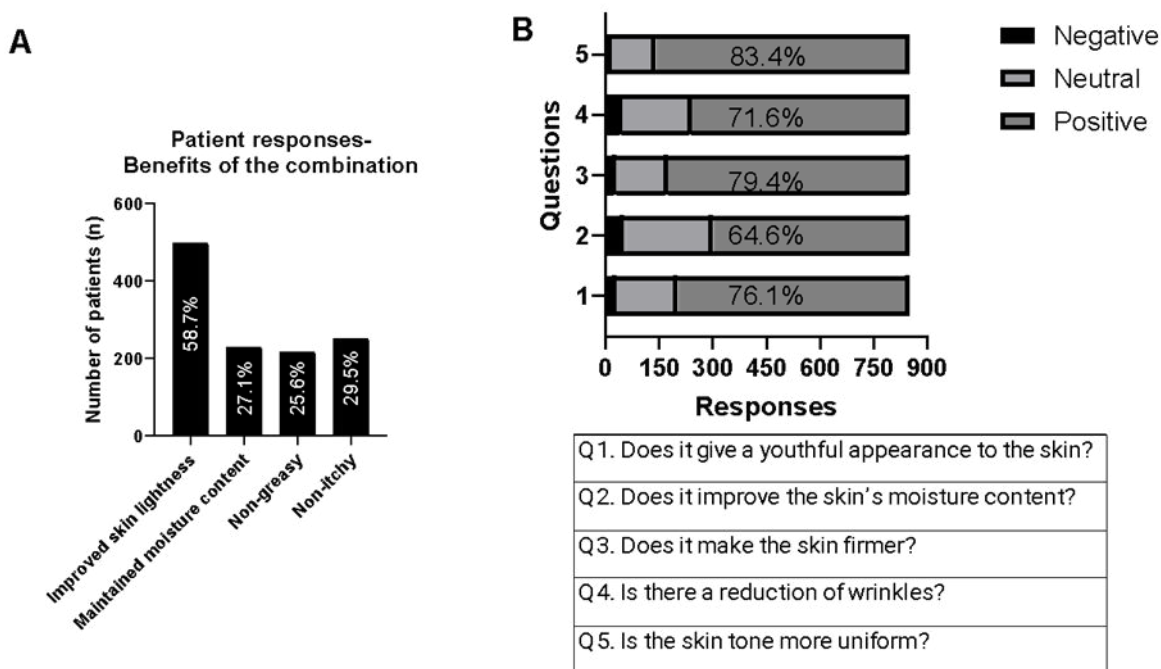 A
Patient responses-
Benefits of the combination
Number of patients (n)
600
400
200
0
58.7%
27.1%
25.6%
29.5%
Improved skin lightness
Maintained moisture content
Non-greasy
Non-itchy
B
Negative
Neutral
Positive
Questions
5
83.4%
4
71.6%
3
79.4%
2
64.6%
1
76.1%
0 150 300 450 600 750 900
Responses
Q1. Does it give a youthful appearance to the skin?
Q2. Does it improve the skin's moisture content?
Q3. Does it make the skin firmer?
Q4. Is there a reduction of wrinkles?
Q5. Is the skin tone more uniform?